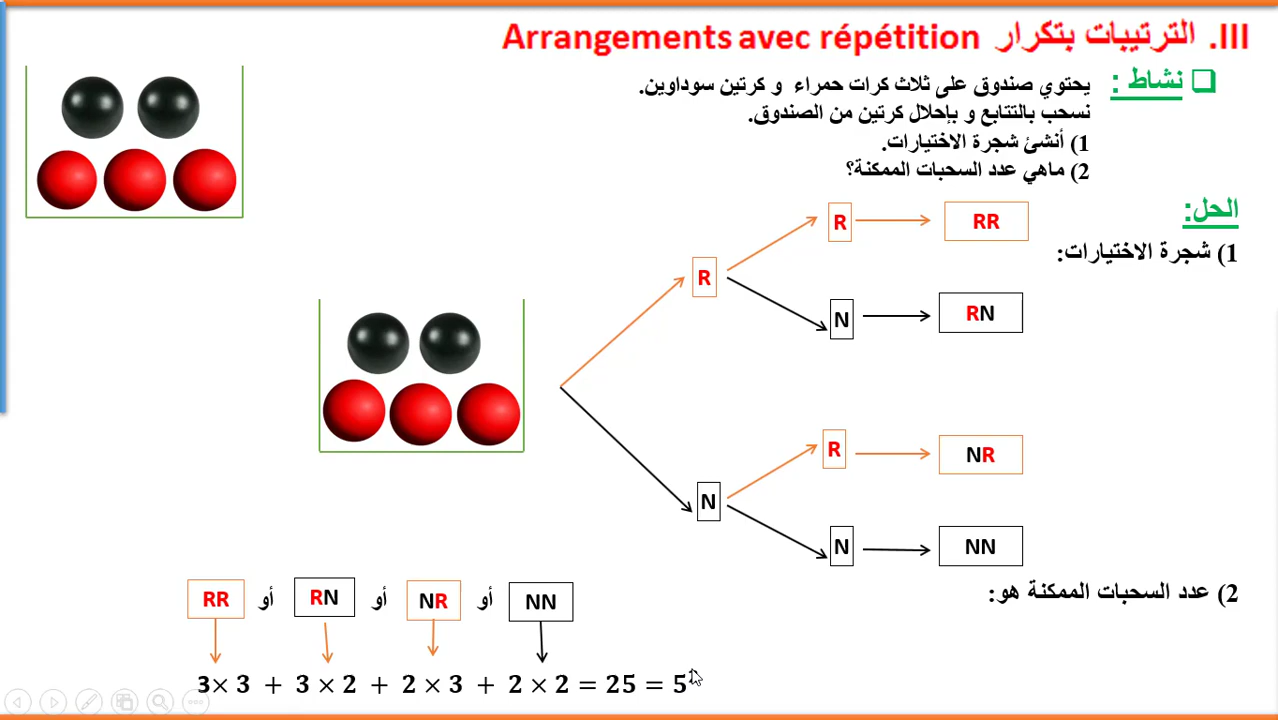 III. الترتيبات بتكرار Arrangements avec répétition
❑ نشاط :
يحتوي صندوق على ثلاث كرات حمراء و كرتين سوداوين.
نسحب بالتتابع و بإحلال كرتين من الصندوق.
1) أنشئ شجرة الاختيارات.
2) ماهي عدد السحبات الممكنة؟
الحل:
1) شجرة الاختيارات:
R RR
R
N RN
R NR
N
N NN
2) عدد السحبات الممكنة هو:
RR أو RN أو NR أو NN
3× 3 + 3 × 2 + 2 × 3 + 2 × 2 = 25 = 5